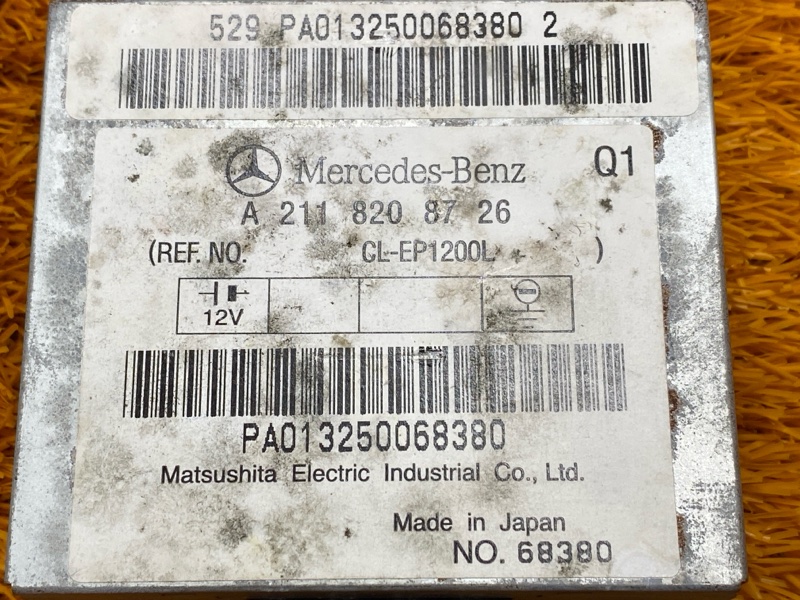 529 PA013250068380 2
Mercedes-Benz Q1
A 211 820 87 26
(REF. NO. CL-EP1200L )
12V
PA013250068380
Matsushita Electric Industrial Co., Ltd.
Made in Japan
NO. 68380